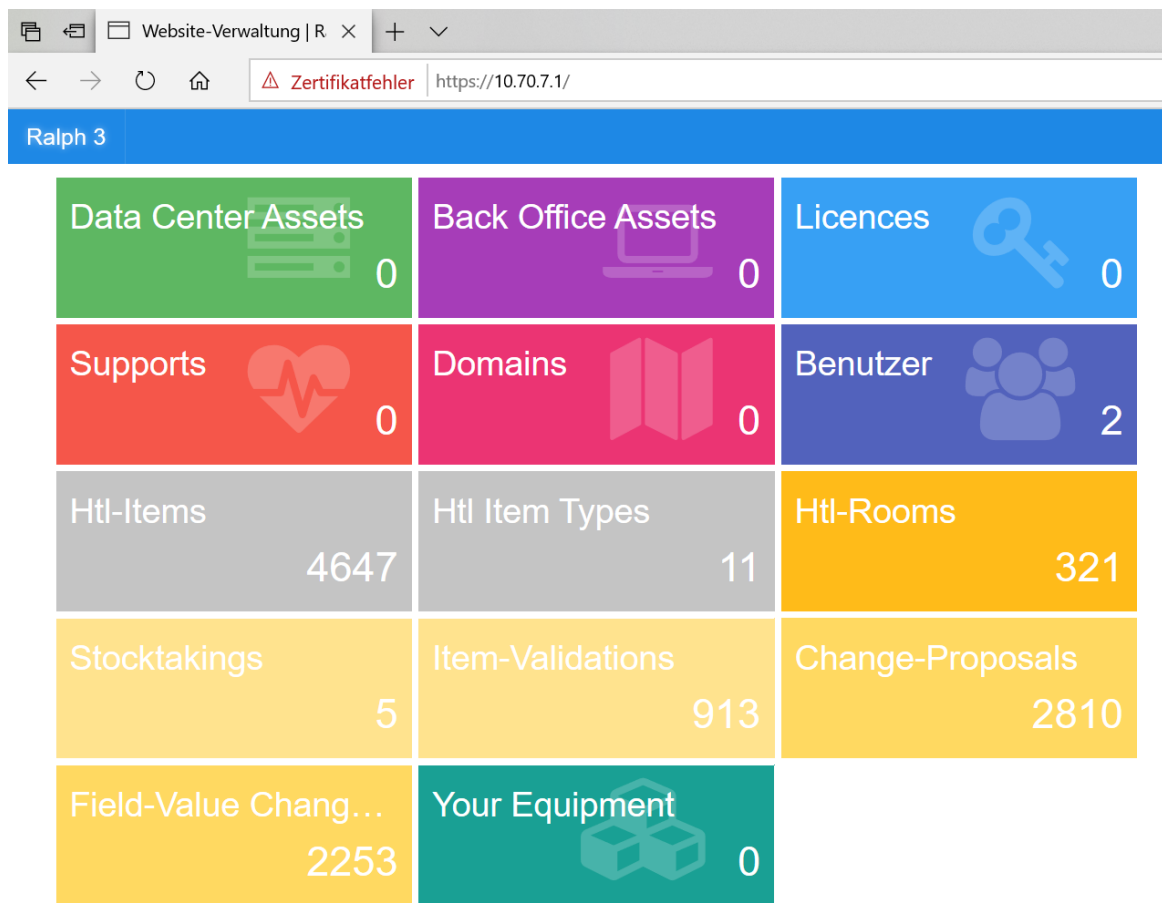 Website-Verwaltung | R
Zertifikatfehler https://10.70.7.1/
Ralph 3
Data Center Assets
0
Back Office Assets
0
Licences
0
Supports
0
Domains
0
Benutzer
2
Htl-Items
4647
Htl Item Types
11
Htl-Rooms
321
Stocktakings
5
Item-Validations
913
Change-Proposals
2810
Field-Value Chang...
2253
Your Equipment
0